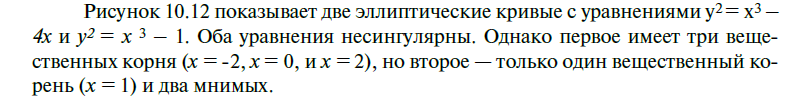 Рисунок 10.12 показывает две эллиптические кривые с уравнениями y² = x³ –
4x и y² = x ³ – 1. Оба уравнения несингулярны. Однако первое имеет три веще-
ственных корня (x = -2, x = 0, и x = 2), но второе — только один вещественный ко-
рень (x = 1) и два мнимых.